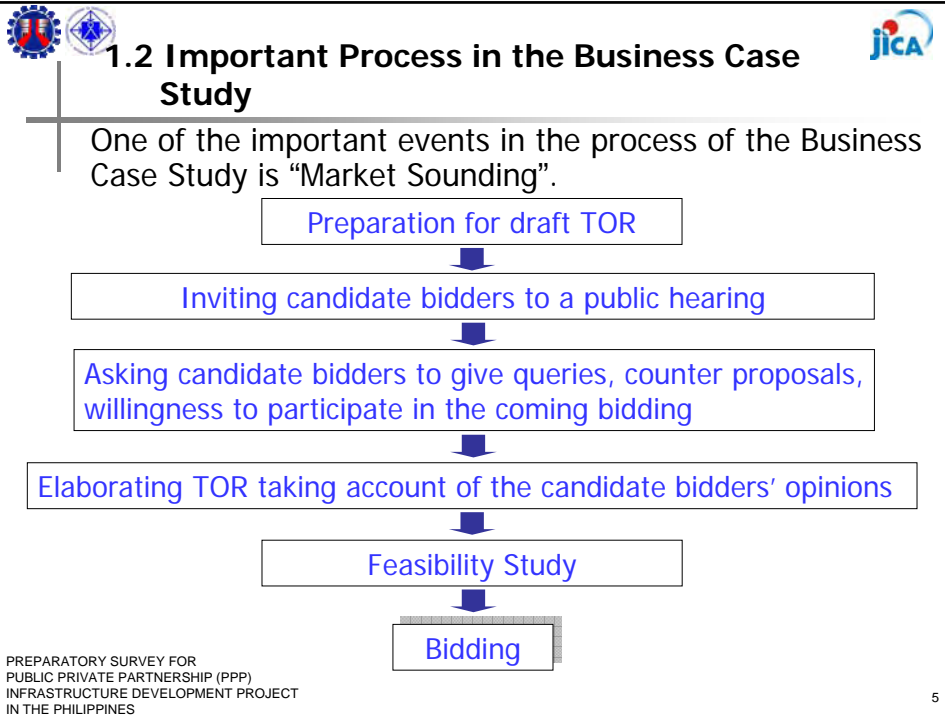 1.2 Important Process in the Business Case
Study
jICA
One of the important events in the process of the Business
Case Study is “Market Sounding”.
Preparation for draft TOR
Inviting candidate bidders to a public hearing
Asking candidate bidders to give queries, counter proposals,
willingness to participate in the coming bidding
Elaborating TOR taking account of the candidate bidders’ opinions
Feasibility Study
Bidding
PREPARATORY SURVEY FOR
PUBLIC PRIVATE PARTNERSHIP (PPP)
INFRASTRUCTURE DEVELOPMENT PROJECT
IN THE PHILIPPINES
5